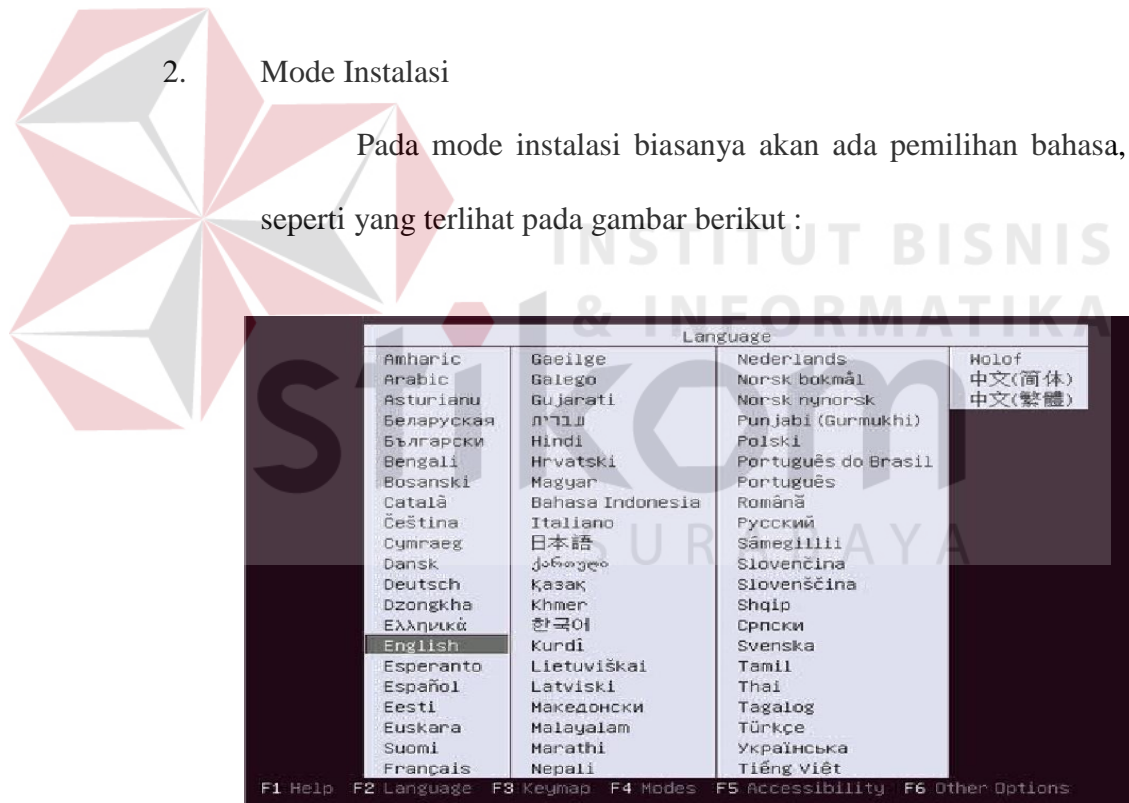 2. Mode Instalasi
Pada mode instalasi biasanya akan ada pemilihan bahasa,
seperti yang terlihat pada gambar berikut :
INSTITUT BISNIS
& INFORMATIKA
stikom
SURABAYA
Language
Amharic
Arabic
Asturianu
Беларуская
Български
Bengali
Bosanski
Català
Čeština
Cymraeg
Dansk
Deutsch
Dzongkha
Ελληνικά
English
Esperanto
Español
Eesti
Euskara
Suomi
Français
Gaeilge
Galego
Gujarati
עברית
Hindi
Hrvatski
Magyar
Bahasa Indonesia
Italiano
日本語
ქართული
Қазақ
Khmer
한국어
Kurdî
Lietuviškai
Latviski
Македонски
Malayalam
Marathi
Nepali
Nederlands
Norsk bokmål
Norsk nynorsk
Punjabi (Gurmukhi)
Polski
Português do Brasil
Português
Română
Русский
Sámegillii
Slovenčina
Slovenščina
Shqip
Српски
Svenska
Tamil
Thai
Tagalog
Türkçe
Українська
Tiếng Việt
Wolof
中文(简体)
中文(繁體)
F1 Help F2 Language F3 Keymap F4 Modes F5 Accessibility F6 Other Options